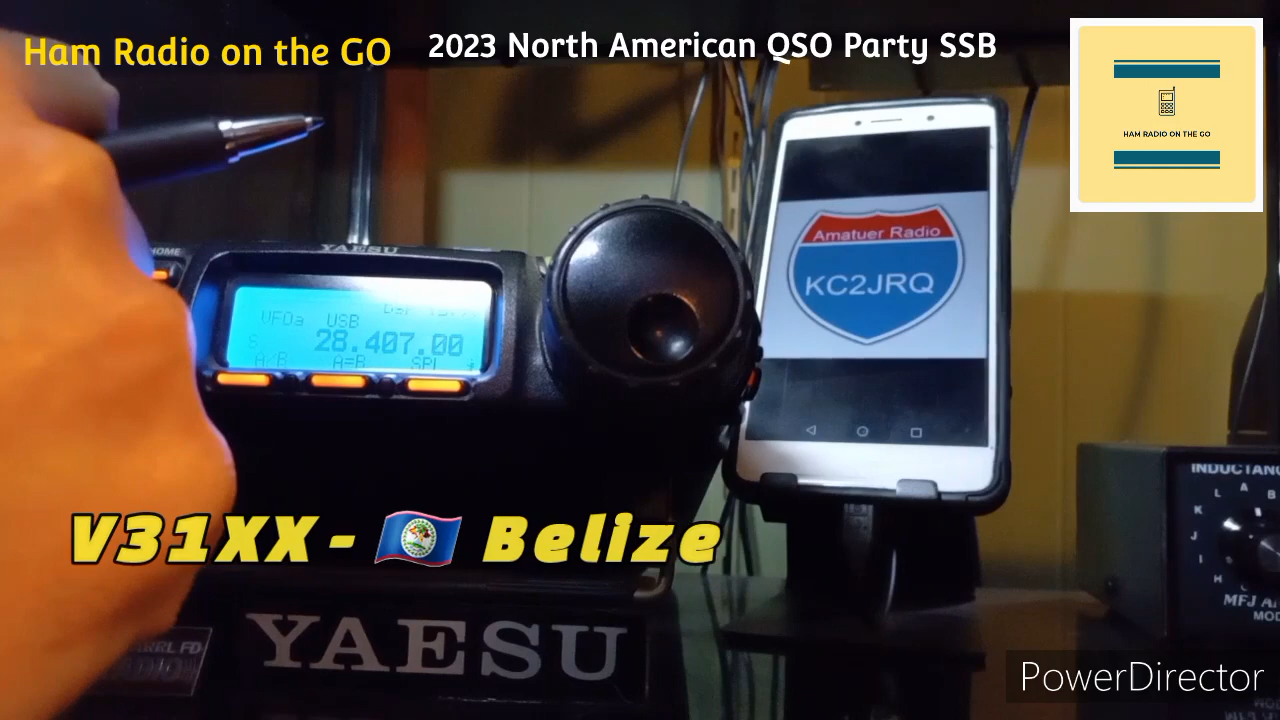 Ham Radio on the GO
2023 North American QSO Party SSB
HAM RADIO ON THE GO
HOME
YAESU
VFOa USB
28.407.00
A/B A=B SPL
Amatuer Radio
KC2JRQ
V31XX - Belize
YAESU
INDUCTANC
A
B
L
K
J
I
H
MFJ
MOD
PowerDirector